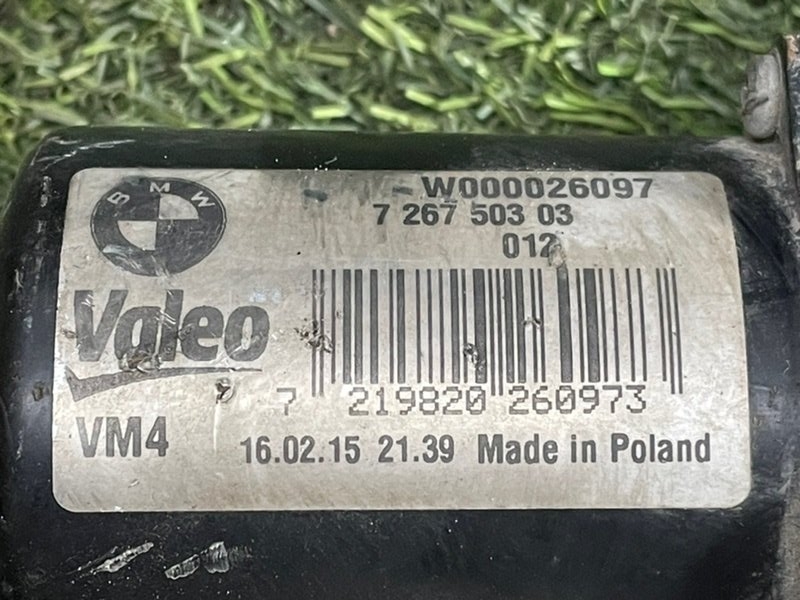 BMW
W000026097
7 267 503 03
012
Valeo
7 219820 260973
VM4
16.02.15 21.39 Made in Poland